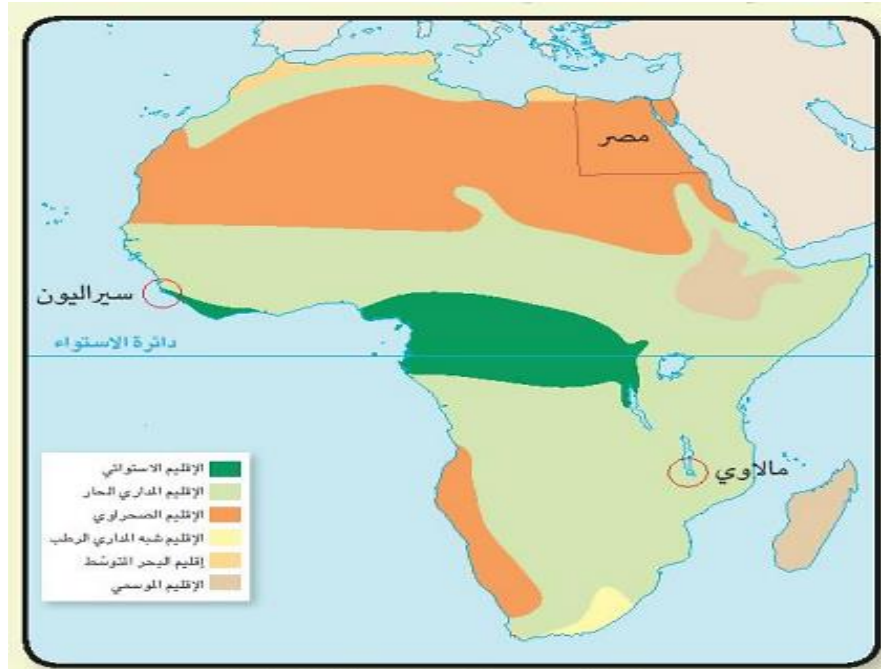 مصر
سيراليون
دائرة الاستواء
مالاوي
الإقليم الاستوائي
الإقليم المداري الحار
الإقليم الصحراوي
الإقليم شبه المداري الرطب
إقليم البحر المتوسّط
الإقليم الموسمي